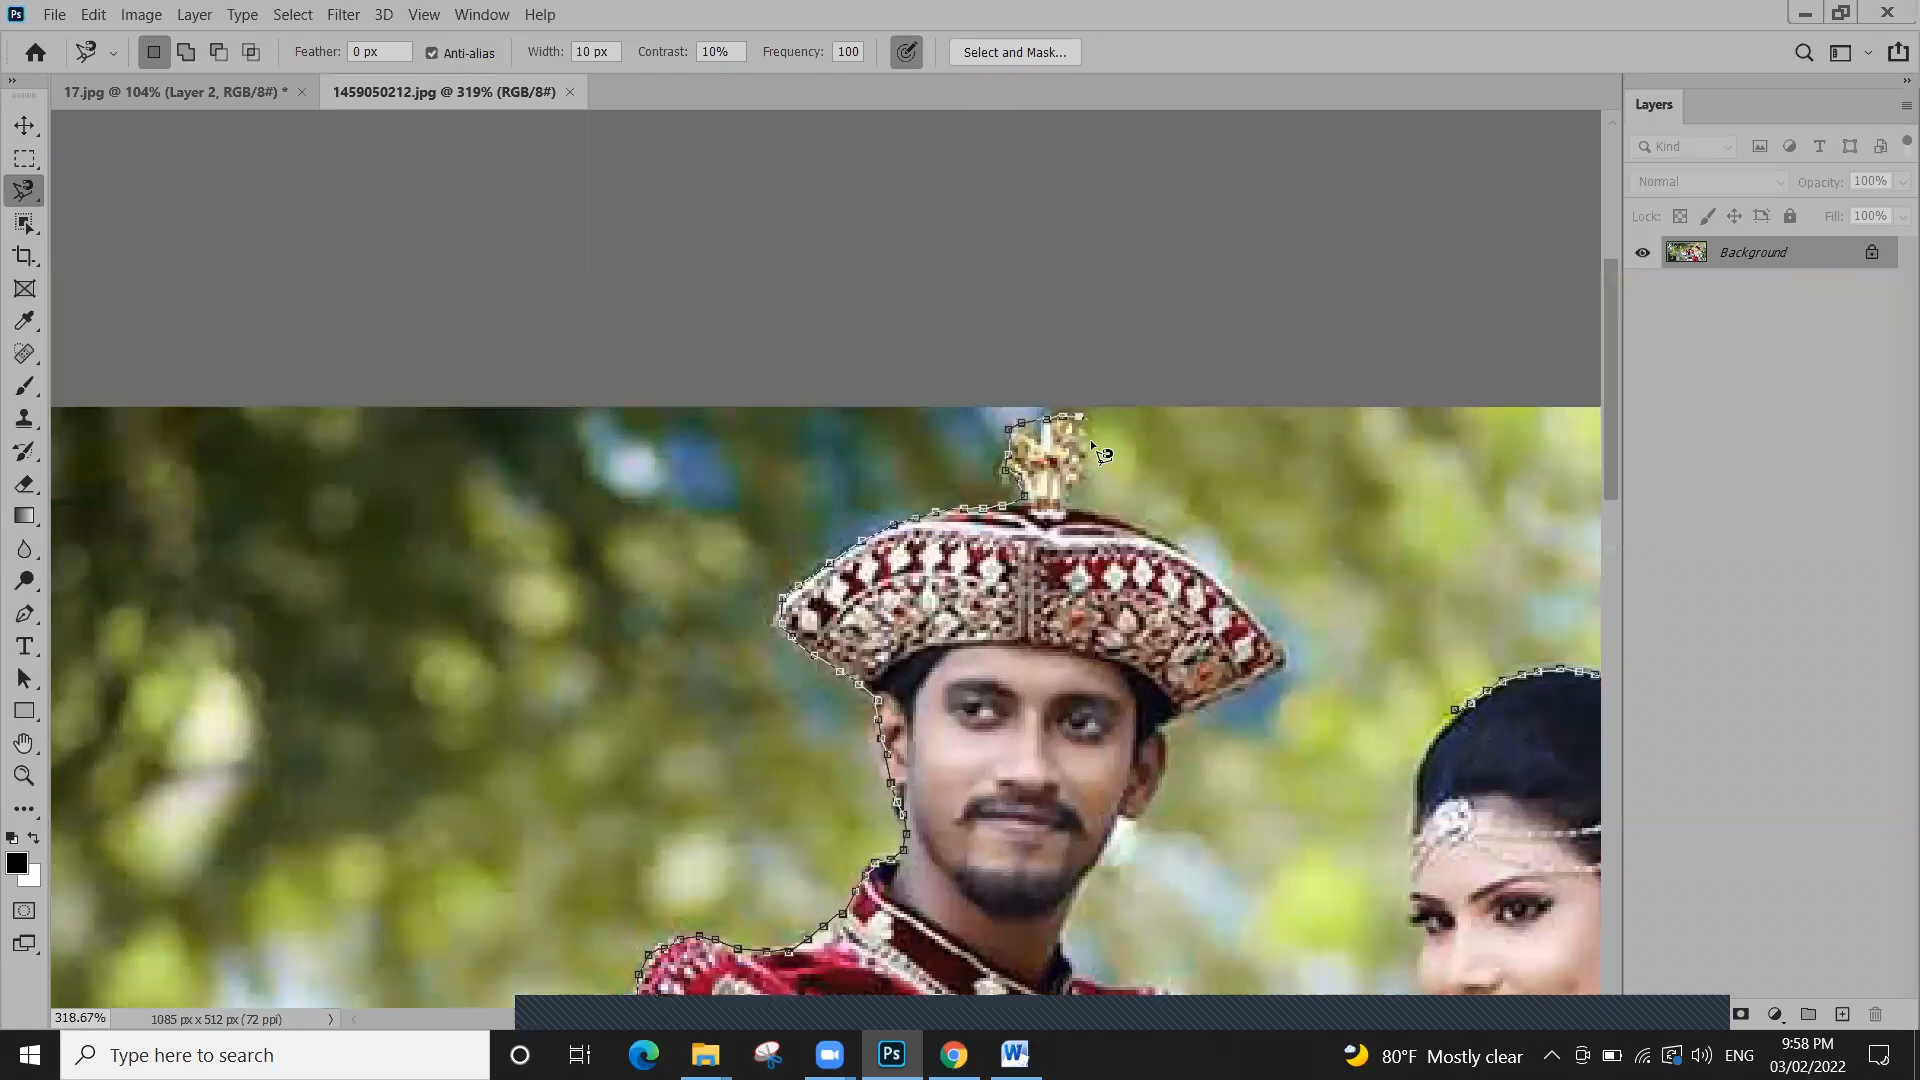 Ps File Edit Image Layer Type Select Filter 3D View Window Help
Feather: 0 px Anti-alias Width: 10 px Contrast: 10% Frequency: 100 Select and Mask...
17.jpg @ 104% (Layer 2, RGB/8#) * 1459050212.jpg @ 319% (RGB/8#)
Layers
Kind
Normal Opacity: 100%
Lock: Fill: 100%
Background
318.67% 1085 px x 512 px (72 ppi)
Type here to search
Ps
W
80°F Mostly clear
ENG
9:58 PM
03/02/2022